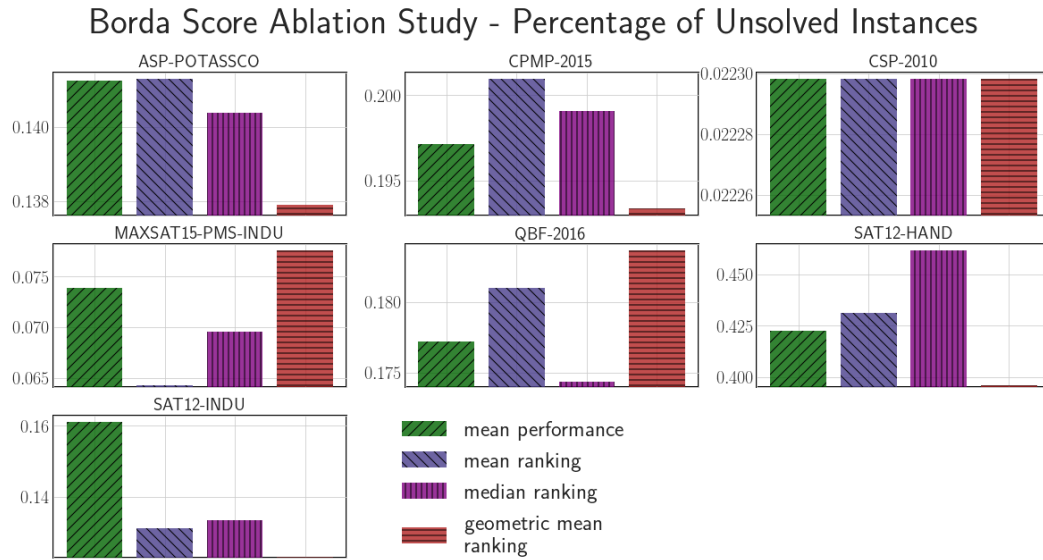 Borda Score Ablation Study - Percentage of Unsolved Instances
ASP-POTASSCO
0.140
0.138
CPMP-2015
0.200
0.195
CSP-2010
0.02230
0.02228
0.02226
MAXSAT15-PMS-INDU
0.075
0.070
0.065
QBF-2016
0.180
0.175
SAT12-HAND
0.450
0.425
0.400
SAT12-INDU
0.16
0.14
mean performance
mean ranking
median ranking
geometric mean
ranking